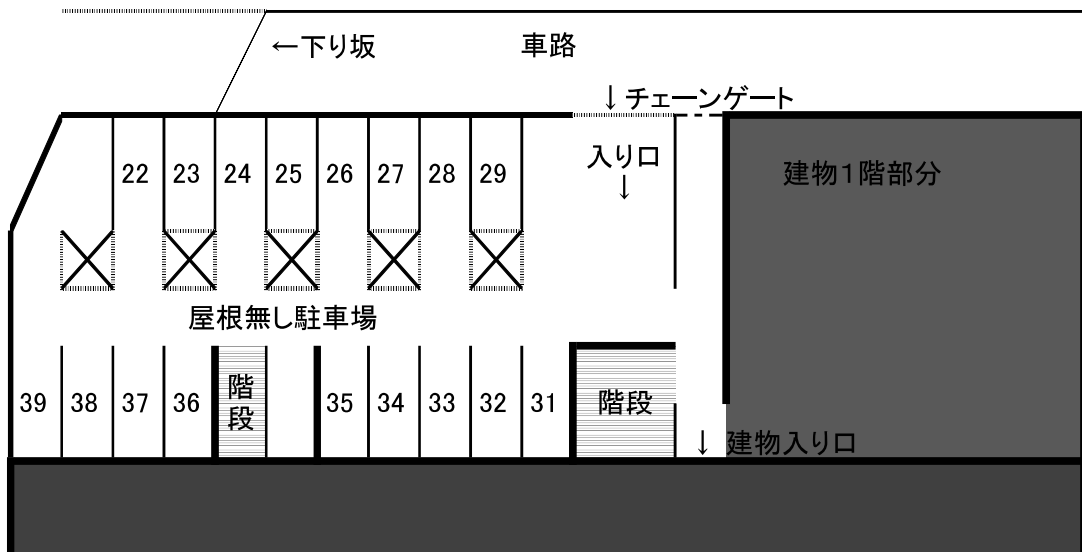 ←下り坂
車路
↓チェーンゲート
入り口
↓
建物1階部分
22 23 24 25 26 27 28 29
屋根無し駐車場
39 38 37 36 階段 35 34 33 32 31 階段
↓ 建物入り口